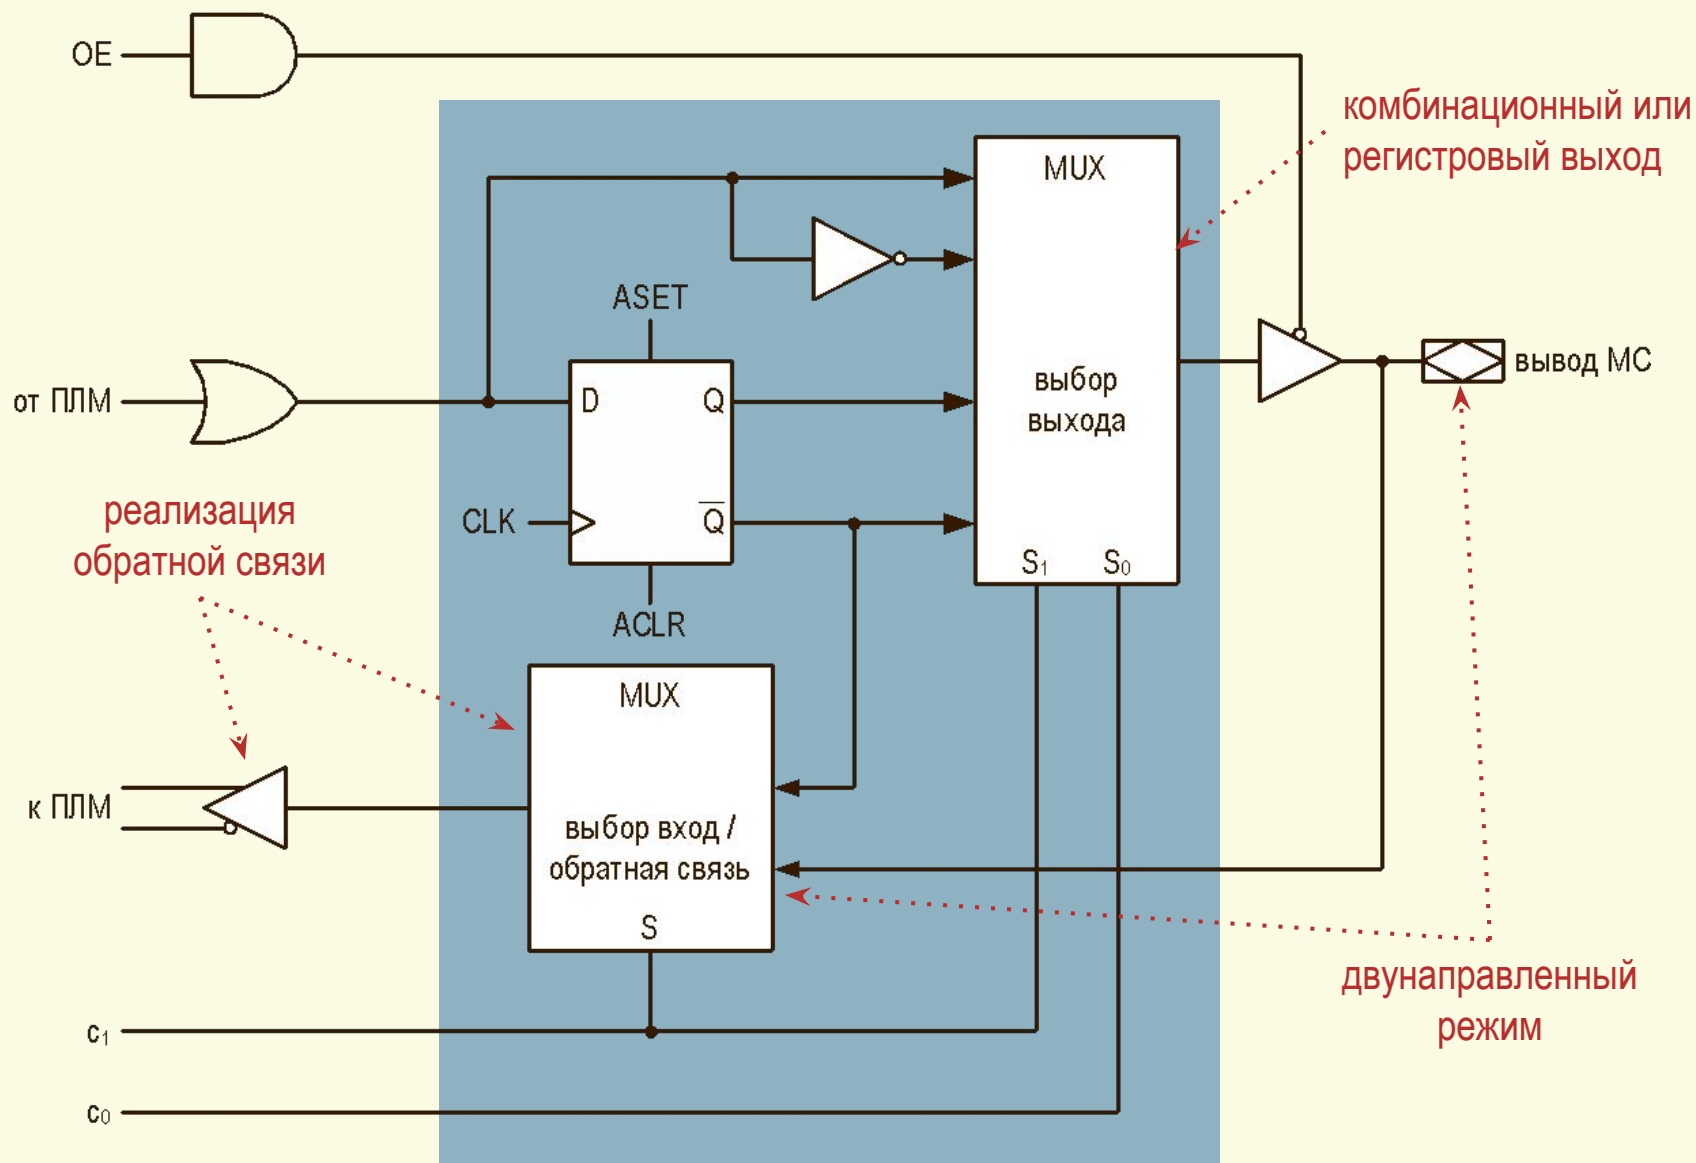 OE
комбинационный или
регистровый выход
MUX
ASET
выбор
выхода
вывод МС
от ПЛМ
D
Q
CLK
Q̅
реализация
обратной связи
S₁ S₀
ACLR
MUX
к ПЛМ
выбор вход /
обратная связь
S
двунаправленный
режим
c₁
c₀